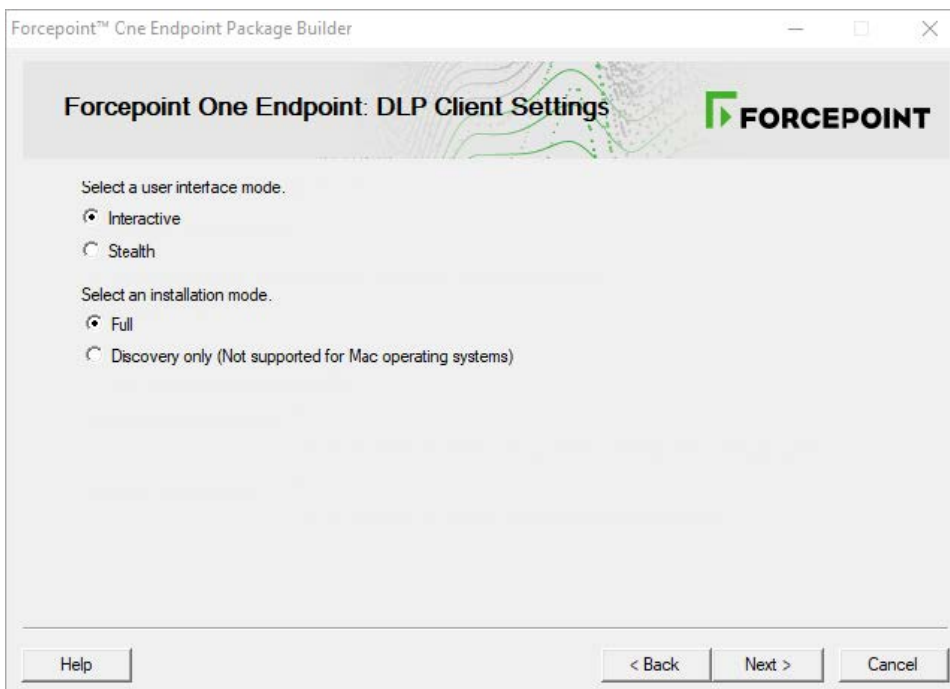 Forcepoint™ One Endpoint Package Builder
Forcepoint One Endpoint: DLP Client Settings
FORCEPOINT
Select a user interface mode.
Interactive
Stealth
Select an installation mode.
Full
Discovery only (Not supported for Mac operating systems)
Help
< Back
Next >
Cancel